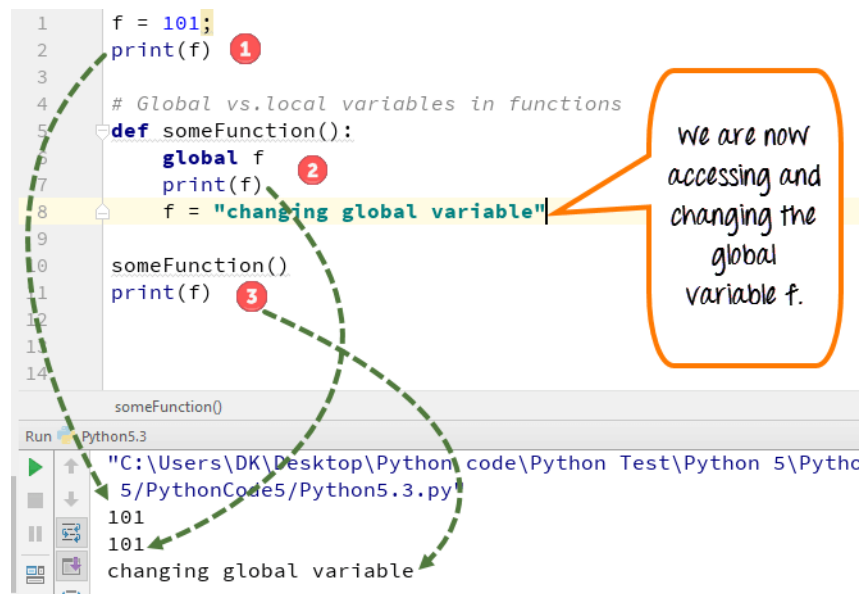 1 f = 101;
2 print(f) 1
3
4 # Global vs.local variables in functions
5 def someFunction():
6 global f
7 print(f) 2
8 f = "changing global variable"
9
10 someFunction()
11 print(f) 3
12
13
14
We are now
accessing and
changing the
global
variable f.
someFunction()
Run Python5.3
"C:\Users\DK\Desktop\Python code\Python Test\Python 5\Pytho
5/PythonCode5/Python5.3.py"
101
101
changing global variable